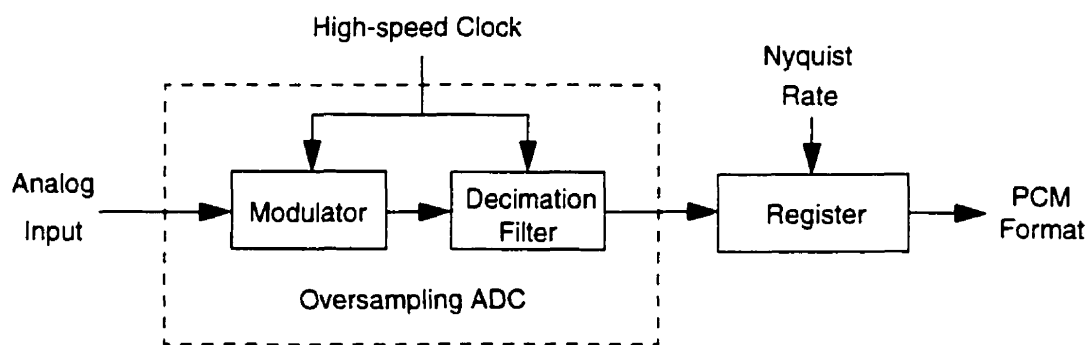 High-speed Clock
Nyquist
Rate
Analog
Input
Modulator
Decimation
Filter
Register
PCM
Format
Oversampling ADC